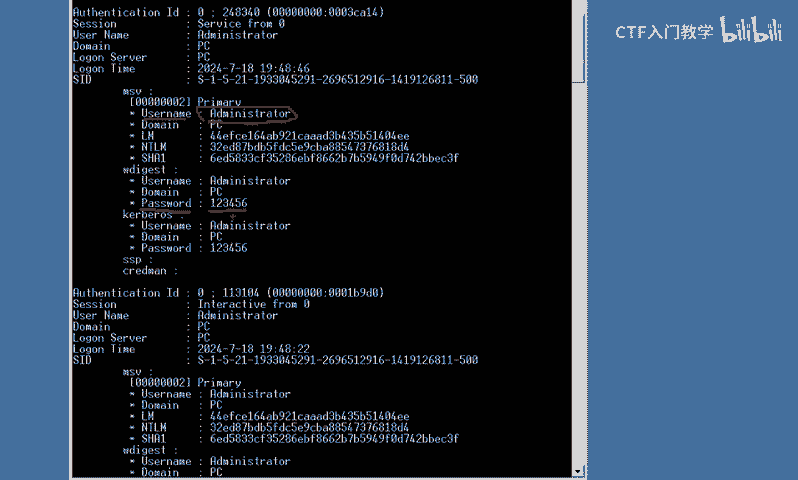 CTF入门教学 bilibili
Authentication Id : 0 ; 248340 (00000000:0003ca14)
Session : Service from 0
User Name : Administrator
Domain : PC
Logon Server : PC
Logon Time : 2024-7-18 19:48:46
SID : S-1-5-21-1933045291-2696512916-1419126811-500
msv :
[00000002] Primary
* Username : Administrator
* Domain : PC
* LM : 44efce164ab921caaad3b435b51404ee
* NTLM : 32ed87bdb5fdc5e9cba88547376818d4
* SHA1 : 6ed5833cf35286ebf8662b7b5949f0d742bbec3f
wdigest :
* Username : Administrator
* Domain : PC
* Password : 123456
kerberos :
* Username : Administrator
* Domain : PC
* Password : 123456
ssp :
credman :
Authentication Id : 0 ; 113104 (00000000:0001b9d0)
Session : Interactive from 0
User Name : Administrator
Domain : PC
Logon Server : PC
Logon Time : 2024-7-18 19:48:22
SID : S-1-5-21-1933045291-2696512916-1419126811-500
msv :
[00000002] Primary
* Username : Administrator
* Domain : PC
* LM : 44efce164ab921caaad3b435b51404ee
* NTLM : 32ed87bdb5fdc5e9cba88547376818d4
* SHA1 : 6ed5833cf35286ebf8662b7b5949f0d742bbec3f
wdigest :
* Username : Administrator
* Domain : PC